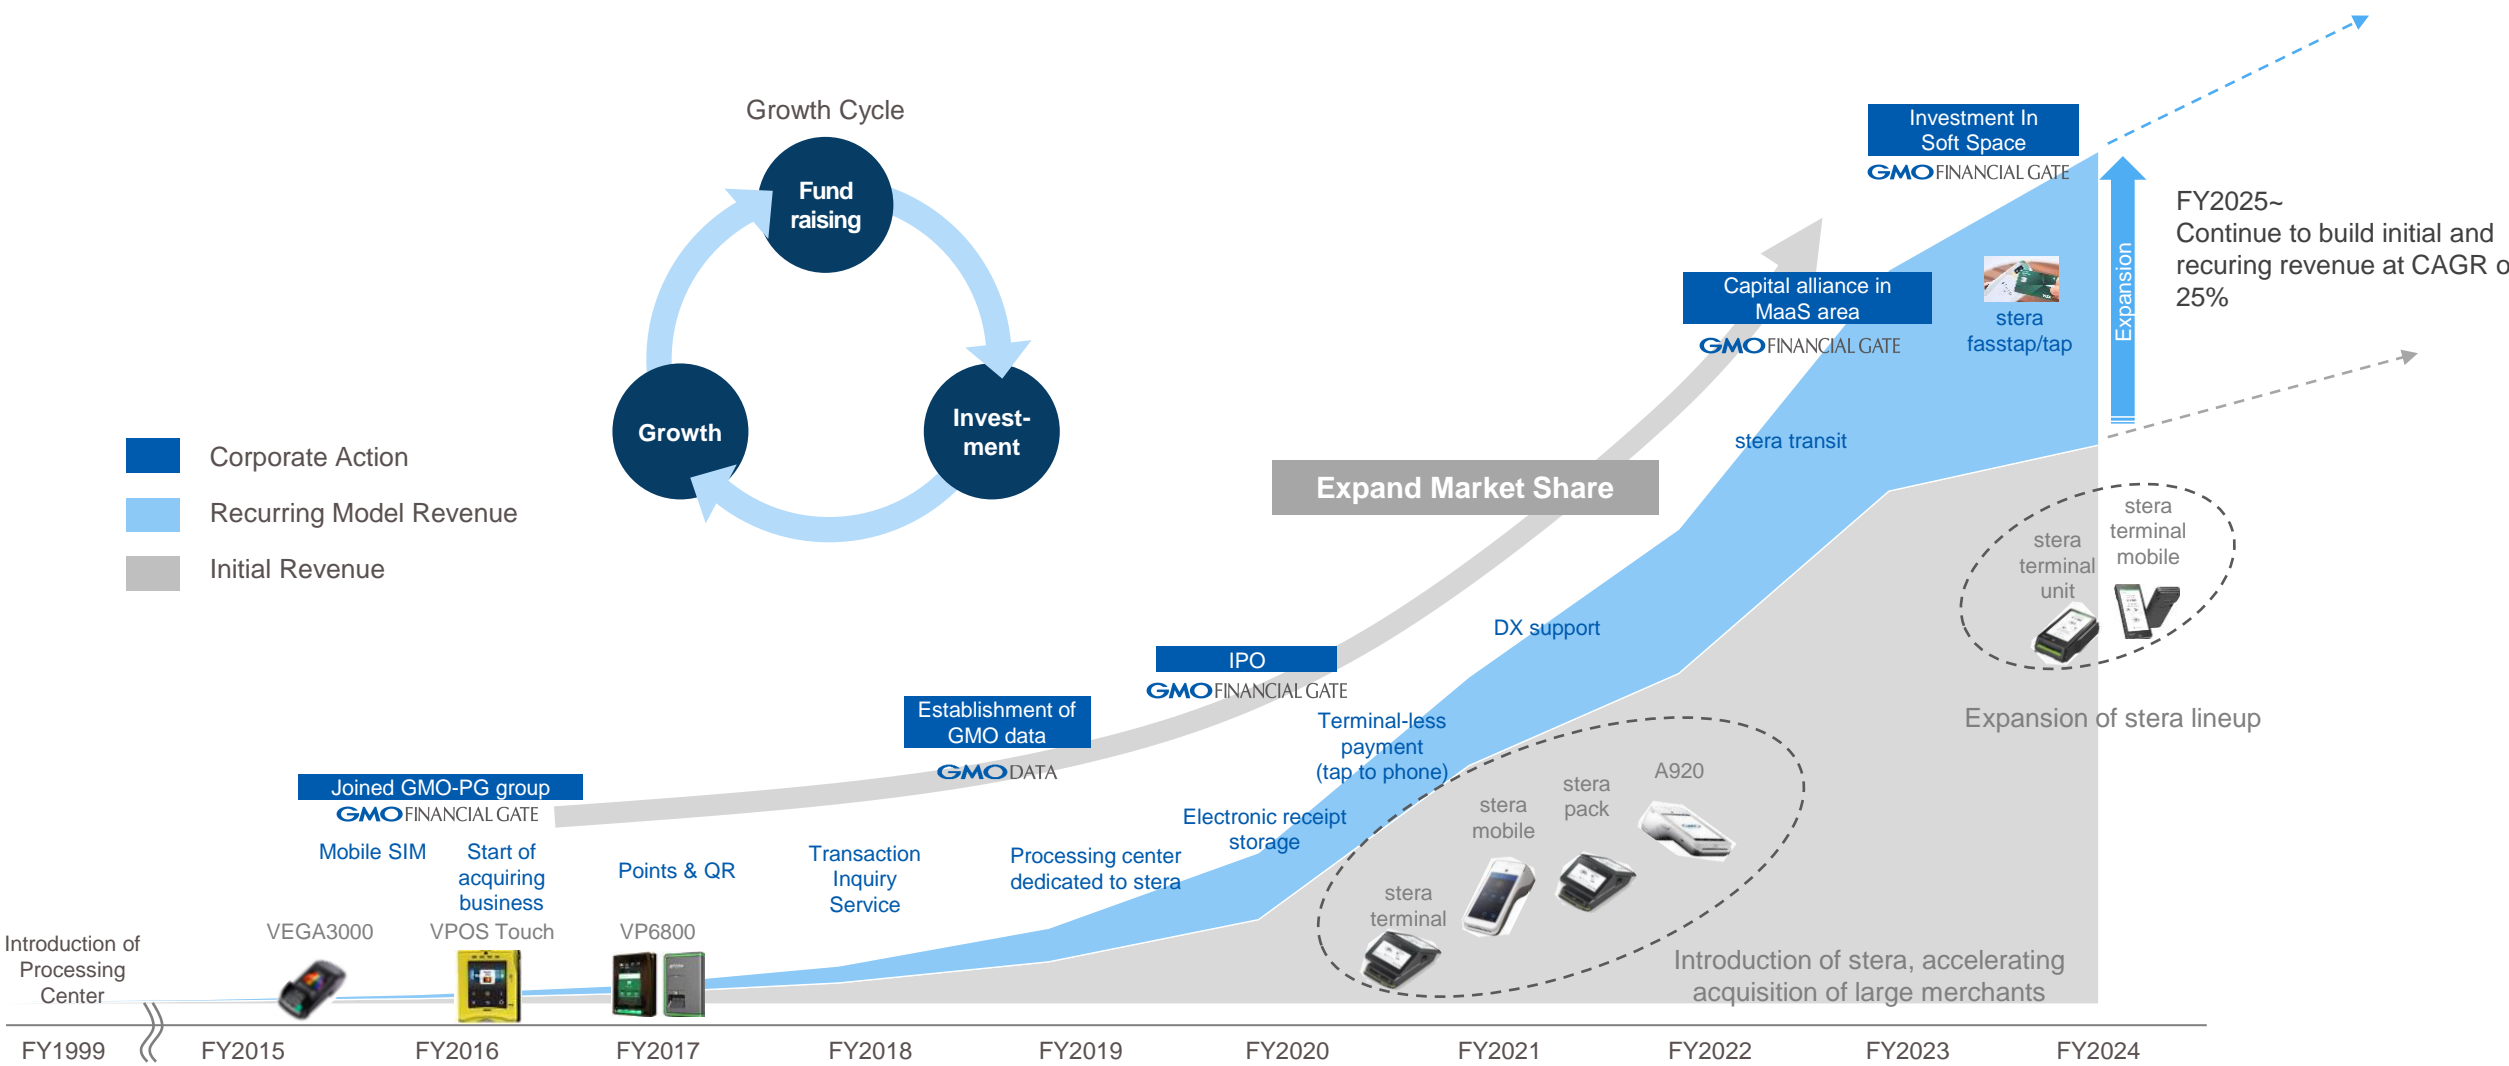 Growth Cycle
Fund
raising
Invest-
ment
Growth
Corporate Action
Recurring Model Revenue
Initial Revenue
Investment In
Soft Space
GMO FINANCIAL GATE
FY2025~
Continue to build initial and
recuring revenue at CAGR o
25%
Expansion
Capital alliance in
MaaS area
GMO FINANCIAL GATE
stera
fasstap/tap
stera transit
Expand Market Share
stera
terminal
mobile
stera
terminal
unit
Expansion of stera lineup
DX support
IPO
GMO FINANCIAL GATE
Establishment of
GMO data
GMO DATA
Terminal-less
payment
(tap to phone)
Joined GMO-PG group
GMO FINANCIAL GATE
Mobile SIM
Start of
acquiring
business
Points & QR
Transaction
Inquiry
Service
Processing center
dedicated to stera
Electronic receipt
storage
A920
stera
pack
stera
mobile
stera
terminal
Introduction of stera, accelerating
acquisition of large merchants
VEGA3000
VPOS Touch
VP6800
Introduction of
Processing
Center
FY1999
FY2015
FY2016
FY2017
FY2018
FY2019
FY2020
FY2021
FY2022
FY2023
FY2024